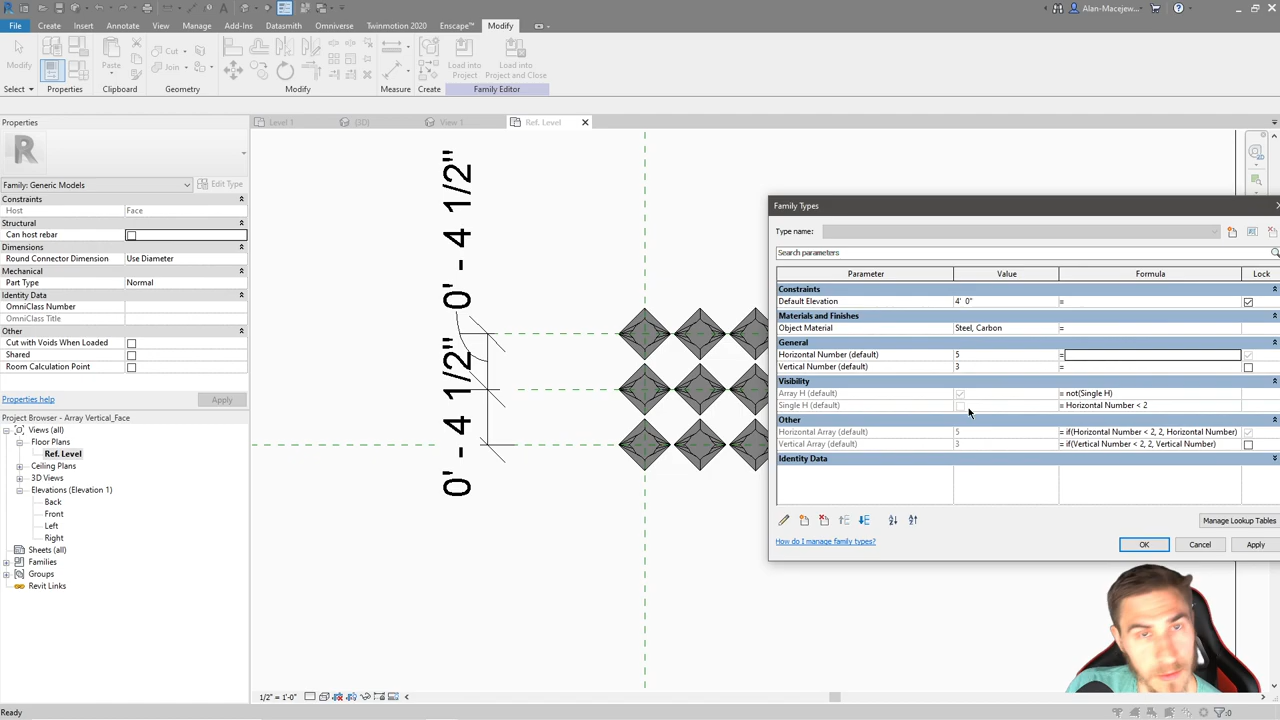 Alan-Macejew...
File Create Insert Annotate View Manage Add-Ins Datasmith Omniverse Twinmotion 2020 Enscape™ Modify
Modify
Paste
Cut
Join
Load into Project
Load into Project and Close
Select Properties Clipboard Geometry Modify Measure Create Family Editor
Properties
Level 1
{3D}
View 1
Ref. Level
R
Family: Generic Models
Edit Type
Constraints
Host Face
Structural
Can host rebar
Dimensions
Round Connector Dimension Use Diameter
Mechanical
Part Type Normal
Identity Data
OmniClass Number
OmniClass Title
Other
Cut with Voids When Loaded
Shared
Room Calculation Point
Properties help
Apply
Project Browser - Array Vertical_Face
Views (all)
Floor Plans
Ref. Level
Ceiling Plans
3D Views
Elevations (Elevation 1)
Back
Front
Left
Right
Sheets (all)
Families
Groups
Revit Links
0' - 4 1/2"
0' - 4 1/2"
Family Types
Type name:
Search parameters
Parameter Value Formula Lock
Constraints
Default Elevation 4' 0" =
Materials and Finishes
Object Material Steel, Carbon =
General
Horizontal Number (default) 5 =
Vertical Number (default) 3 =
Visibility
Array H (default) = not(Single H)
Single H (default) = Horizontal Number < 2
Other
Horizontal Array (default) 5 = if(Horizontal Number < 2, 2, Horizontal Number)
Vertical Array (default) 3 = if(Vertical Number < 2, 2, Vertical Number)
Identity Data
Manage Lookup Tables
How do I manage family types?
OK Cancel Apply
1/2" = 1'-0"
Ready
:0